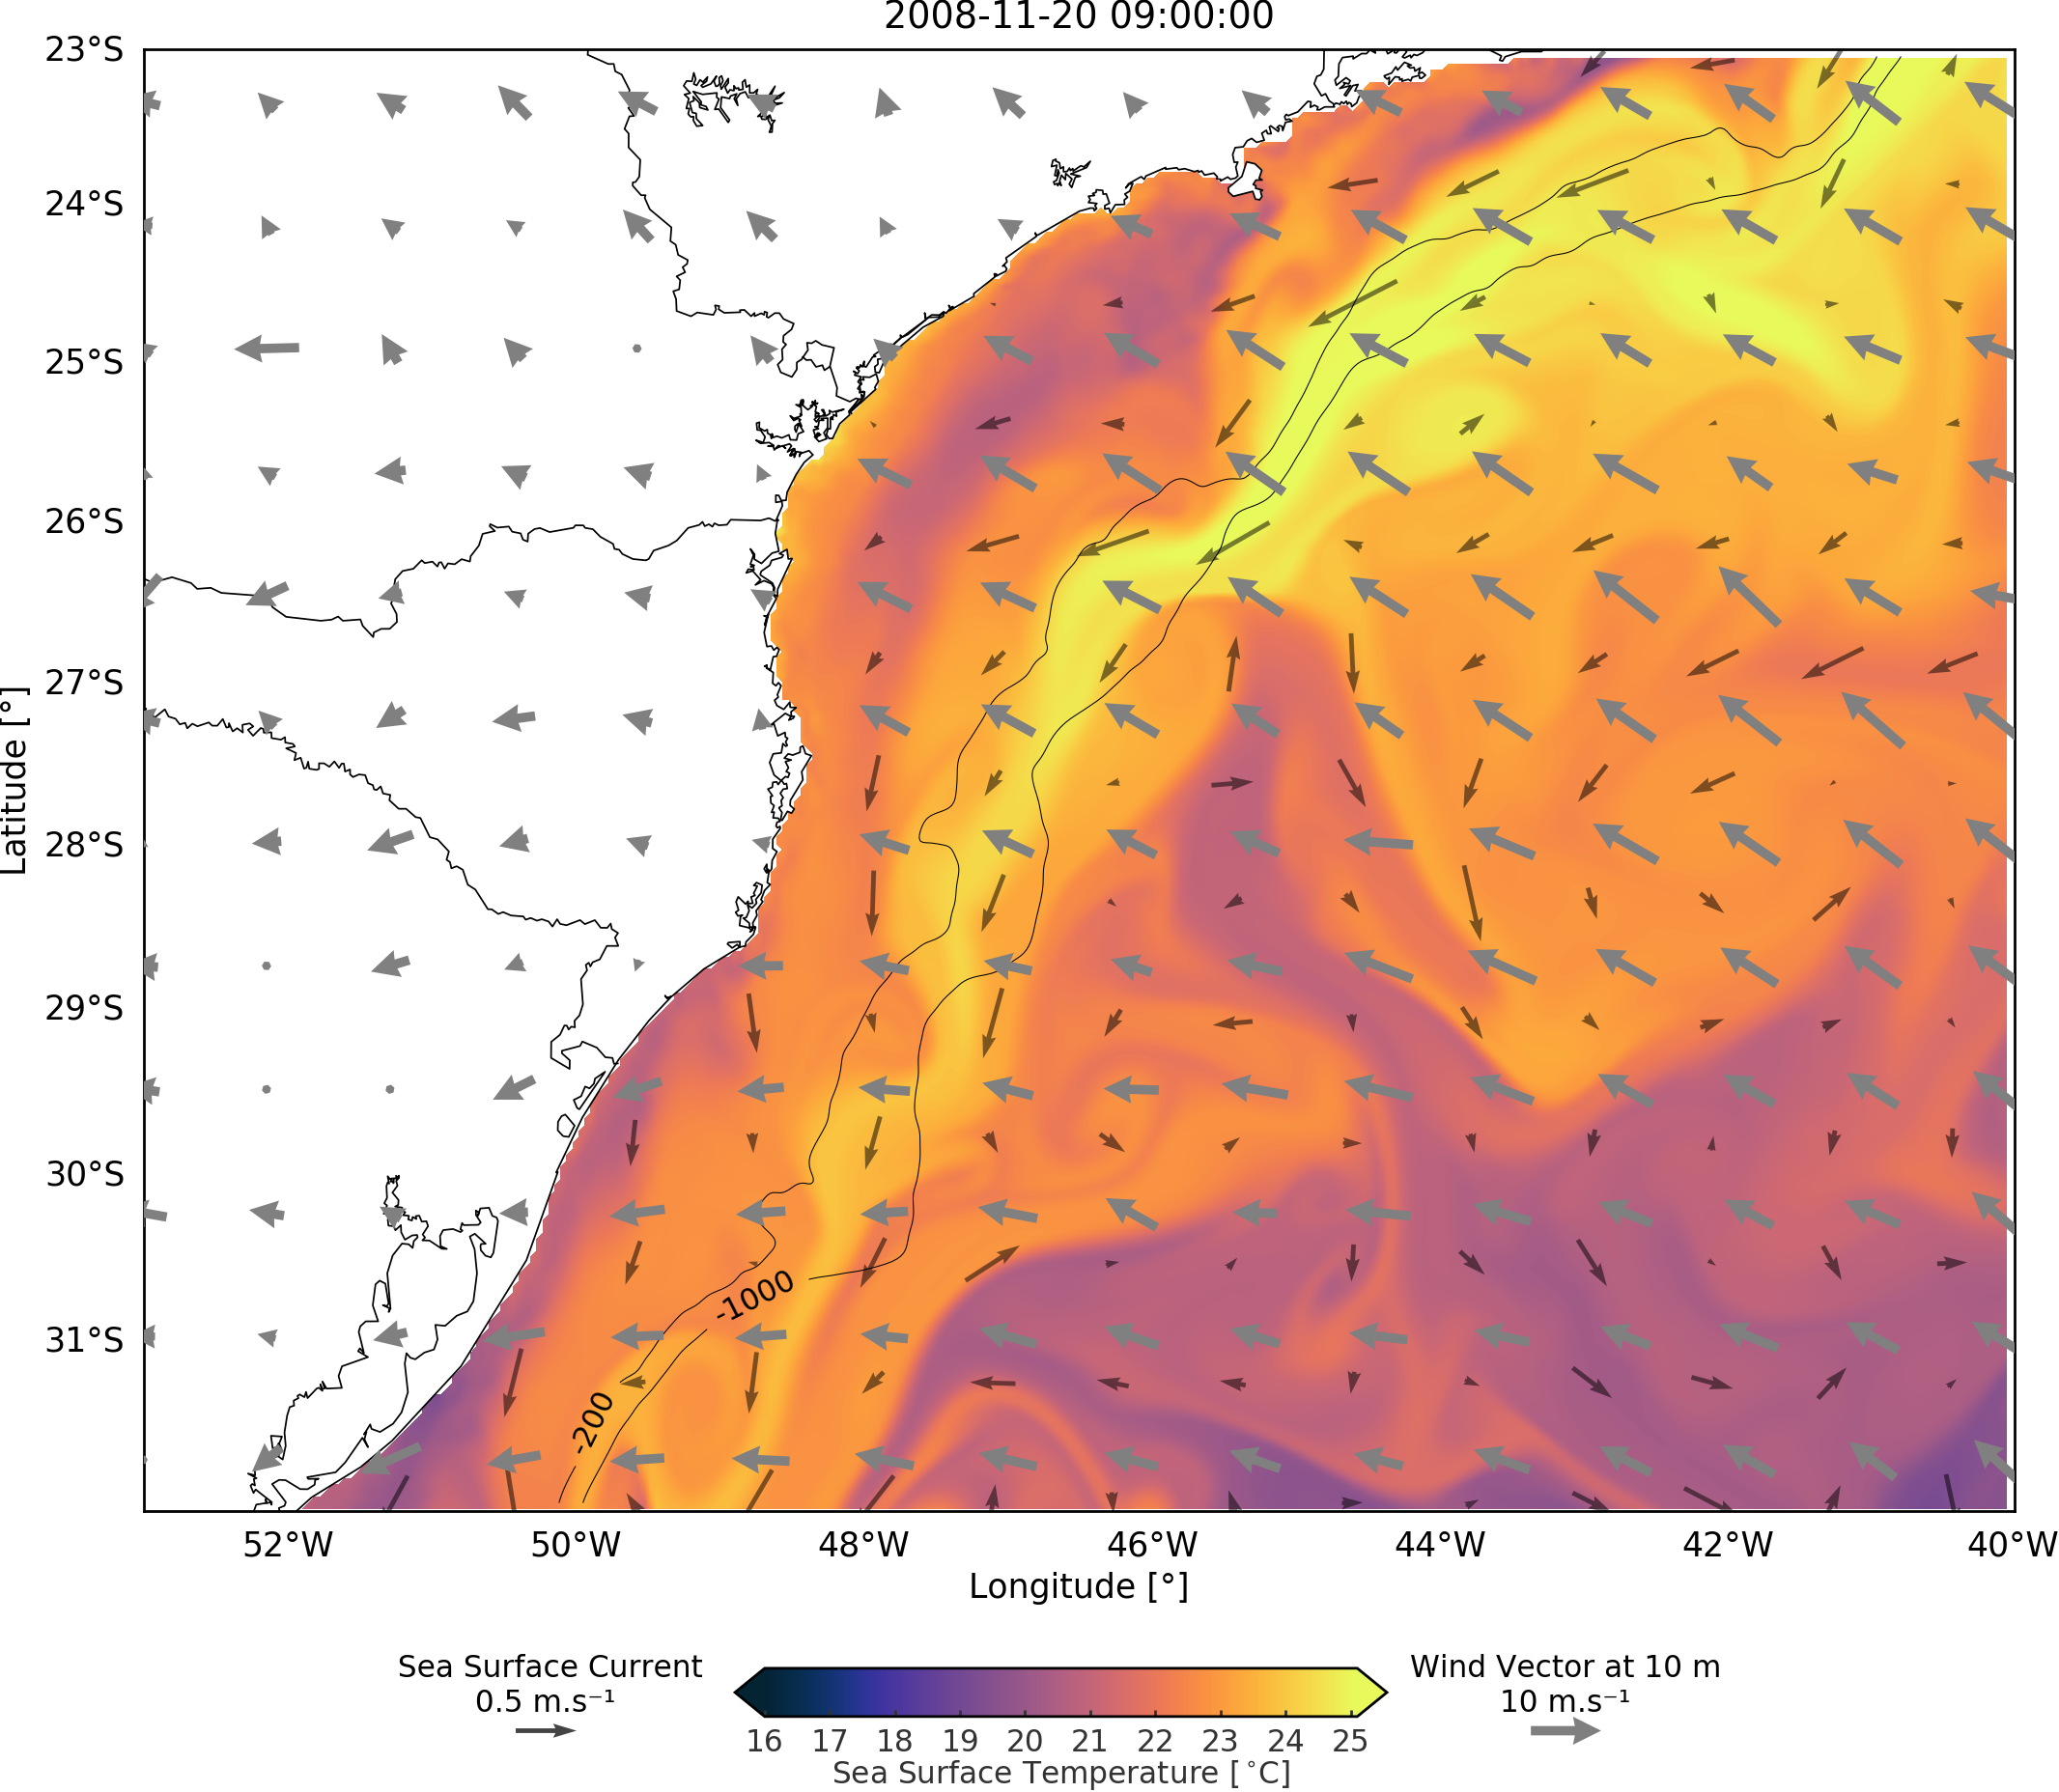 2008-11-20 09:00:00
23°S
24°S
25°S
26°S
27°S
28°S
29°S
30°S
31°S
Latitude [°]
-1000
-200
52°W
50°W
48°W
46°W
44°W
42°W
40°W
Longitude [°]
Sea Surface Current
0.5 m.s⁻¹
Wind Vector at 10 m
10 m.s⁻¹
16
17
18
19
20
21
22
23
24
25
Sea Surface Temperature [°C]